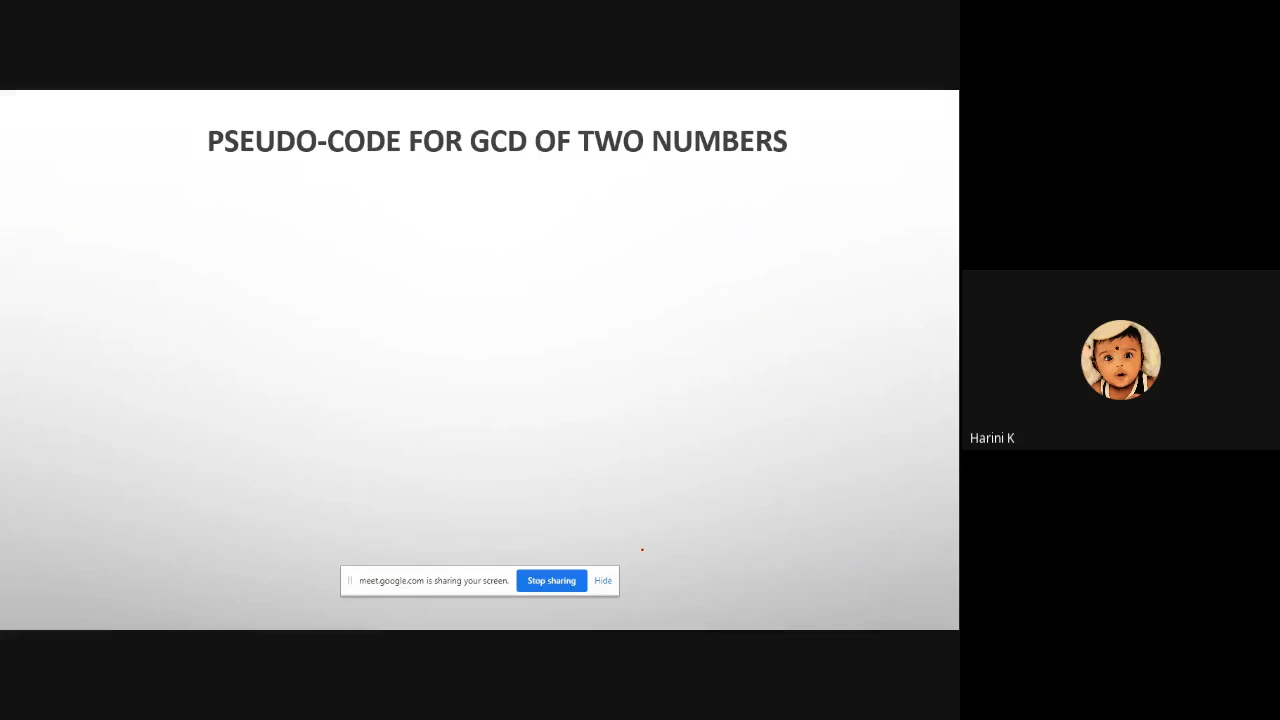 PSEUDO-CODE FOR GCD OF TWO NUMBERS
Harini K
meet.google.com is sharing your screen. Stop sharing Hide